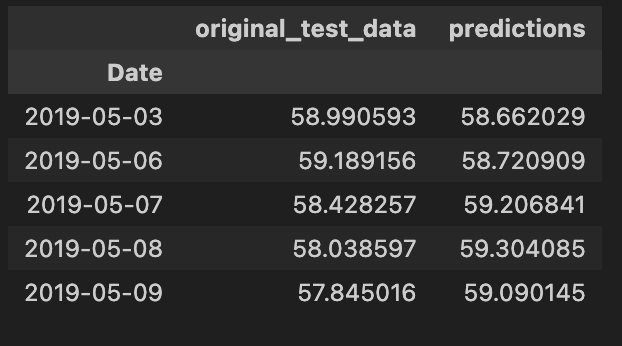 original_test_data predictions
Date
2019-05-03 58.990593 58.662029
2019-05-06 59.189156 58.720909
2019-05-07 58.428257 59.206841
2019-05-08 58.038597 59.304085
2019-05-09 57.845016 59.090145